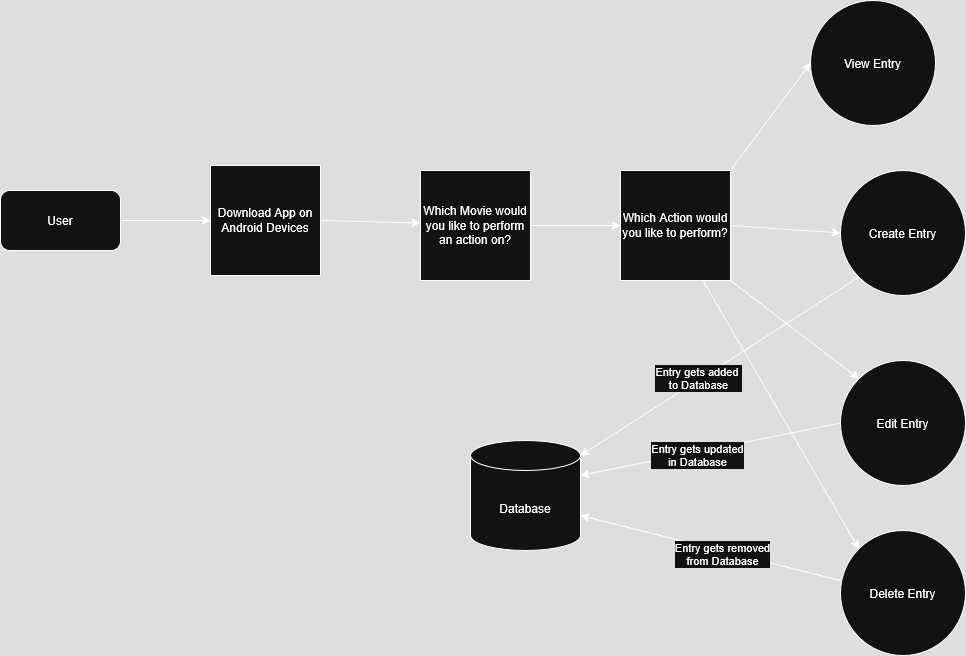 View Entry
User
Download App on
Android Devices
Which Movie would
you like to perform
an action on?
Which Action would
you like to perform?
Create Entry
Entry gets added
to Database
Edit Entry
Entry gets updated
in Database
Database
Entry gets removed
from Database
Delete Entry